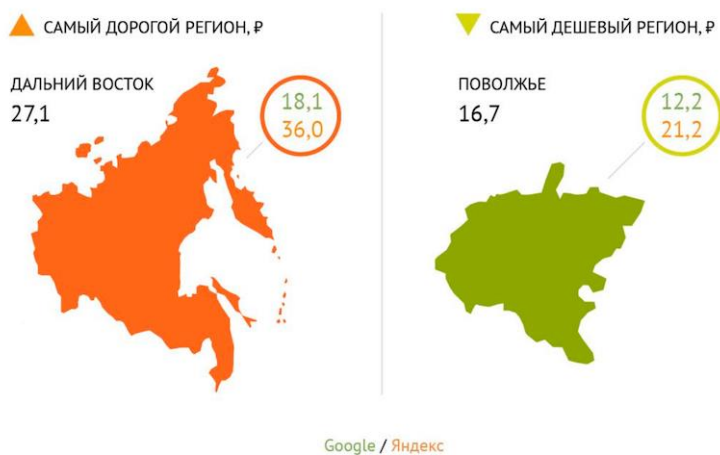 САМЫЙ ДОРОГОЙ РЕГИОН, ₽
ДАЛЬНИЙ ВОСТОК
27,1
18,1
36,0
САМЫЙ ДЕШЕВЫЙ РЕГИОН, ₽
ПОВОЛЖЬЕ
16,7
12,2
21,2
Google / Яндекс